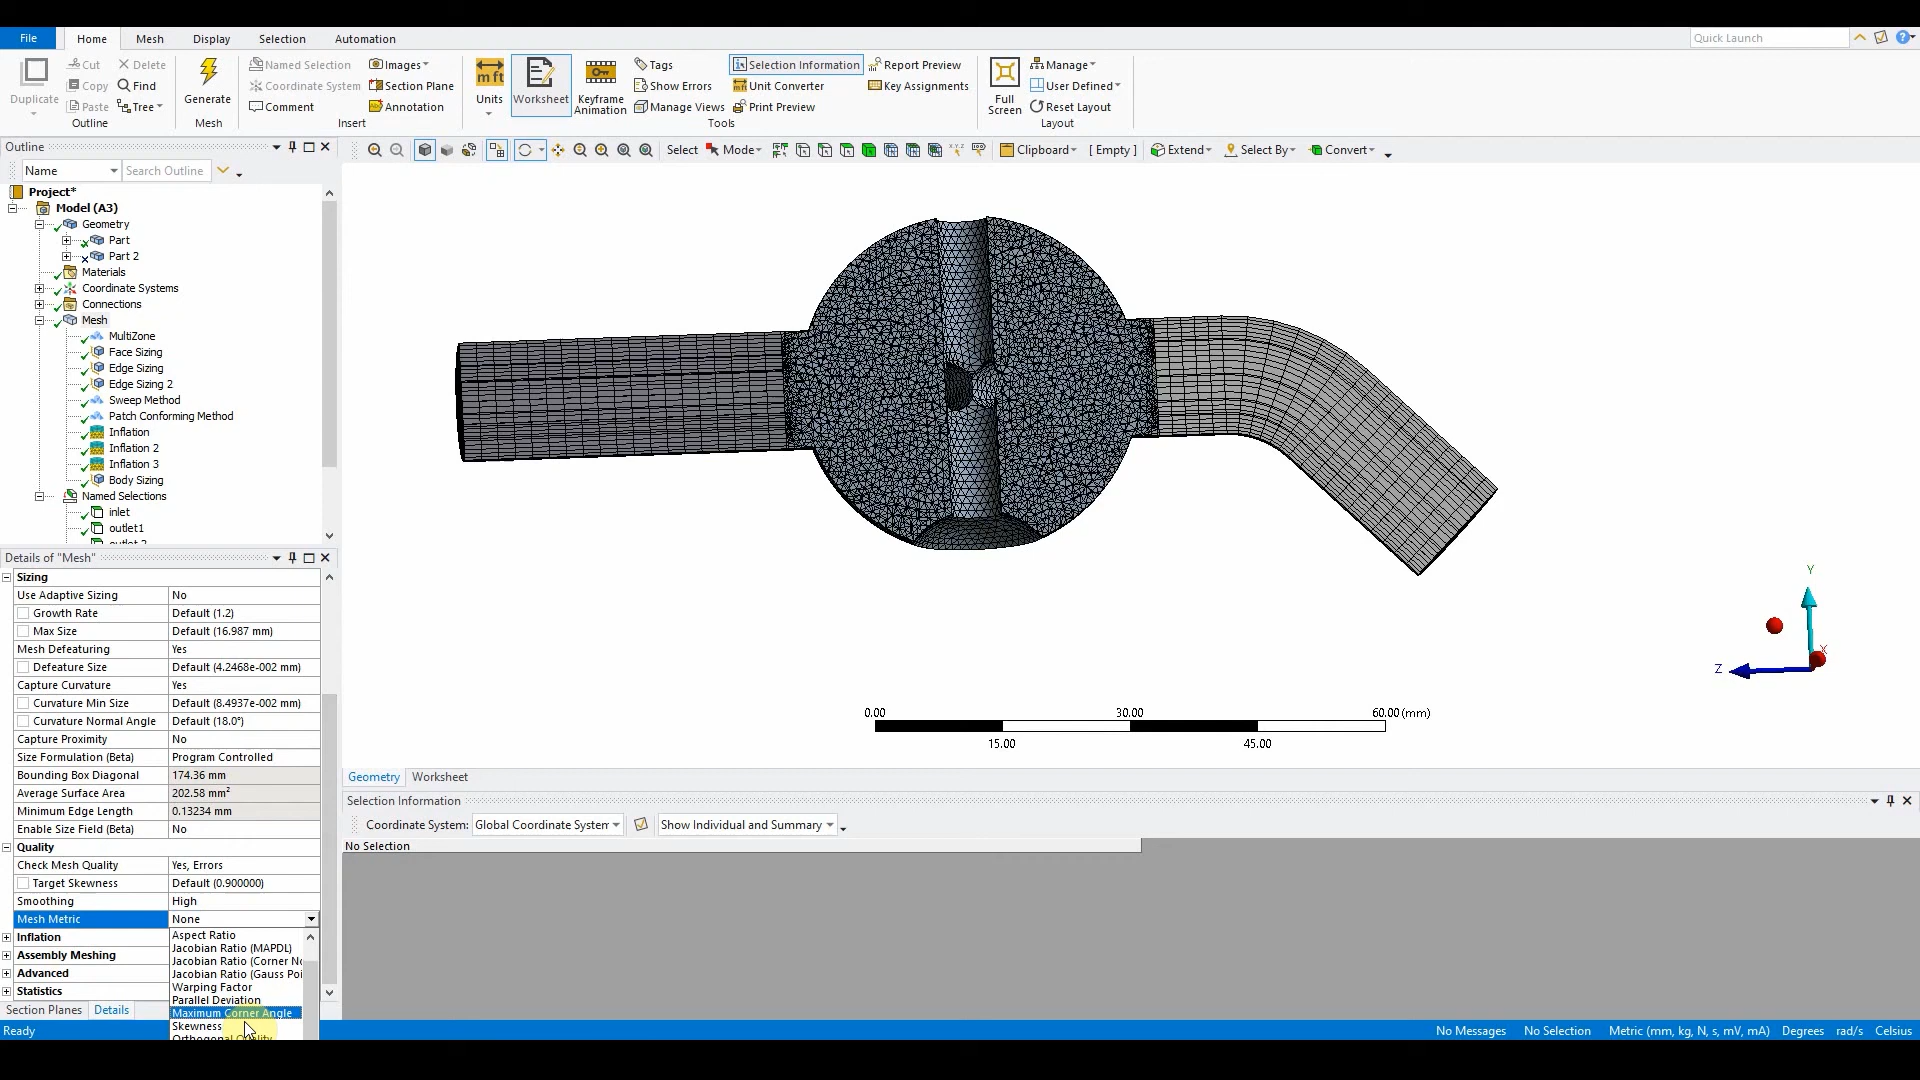 File Home Mesh Display Selection Automation Quick Launch
Duplicate Cut Copy Paste Delete Find Tree Outline
Generate Mesh
Named Selection Coordinate System Comment Images Section Plane Annotation Insert
Units Worksheet Keyframe Animation Tags Show Errors Manage Views Selection Information Unit Converter Print Preview Report Preview Key Assignments Tools
Full Screen Manage User Defined Reset Layout Layout
Outline
Name Search Outline
Select Mode Clipboard [ Empty ] Extend Select By Convert
Project*
Model (A3)
Geometry
Part
Part 2
Materials
Coordinate Systems
Connections
Mesh
MultiZone
Face Sizing
Edge Sizing
Edge Sizing 2
Sweep Method
Patch Conforming Method
Inflation
Inflation 2
Inflation 3
Body Sizing
Named Selections
inlet
outlet1
Details of "Mesh"
Sizing
Use Adaptive Sizing No
Growth Rate Default (1.2)
Max Size Default (16.987 mm)
Mesh Defeaturing Yes
Defeature Size Default (4.2468e-002 mm)
Capture Curvature Yes
Curvature Min Size Default (8.4937e-002 mm)
Curvature Normal Angle Default (18.0°)
Capture Proximity No
Size Formulation (Beta) Program Controlled
Bounding Box Diagonal 174.36 mm
Average Surface Area 202.58 mm²
Minimum Edge Length 0.13234 mm
Enable Size Field (Beta) No
Quality
Check Mesh Quality Yes, Errors
Target Skewness Default (0.900000)
Smoothing High
Mesh Metric None
Inflation
Assembly Meshing
Advanced
Statistics
Aspect Ratio
Jacobian Ratio (MAPDL)
Jacobian Ratio (Corner No
Jacobian Ratio (Gauss Poi
Warping Factor
Parallel Deviation
Maximum Corner Angle
Skewness
Orthogonal Quality
Section Planes Details
Y
X
Z
0.00 30.00 60.00 (mm)
15.00 45.00
Geometry Worksheet
Selection Information
Coordinate System: Global Coordinate System Show Individual and Summary
No Selection
Ready No Messages No Selection Metric (mm, kg, N, s, mV, mA) Degrees rad/s Celsius